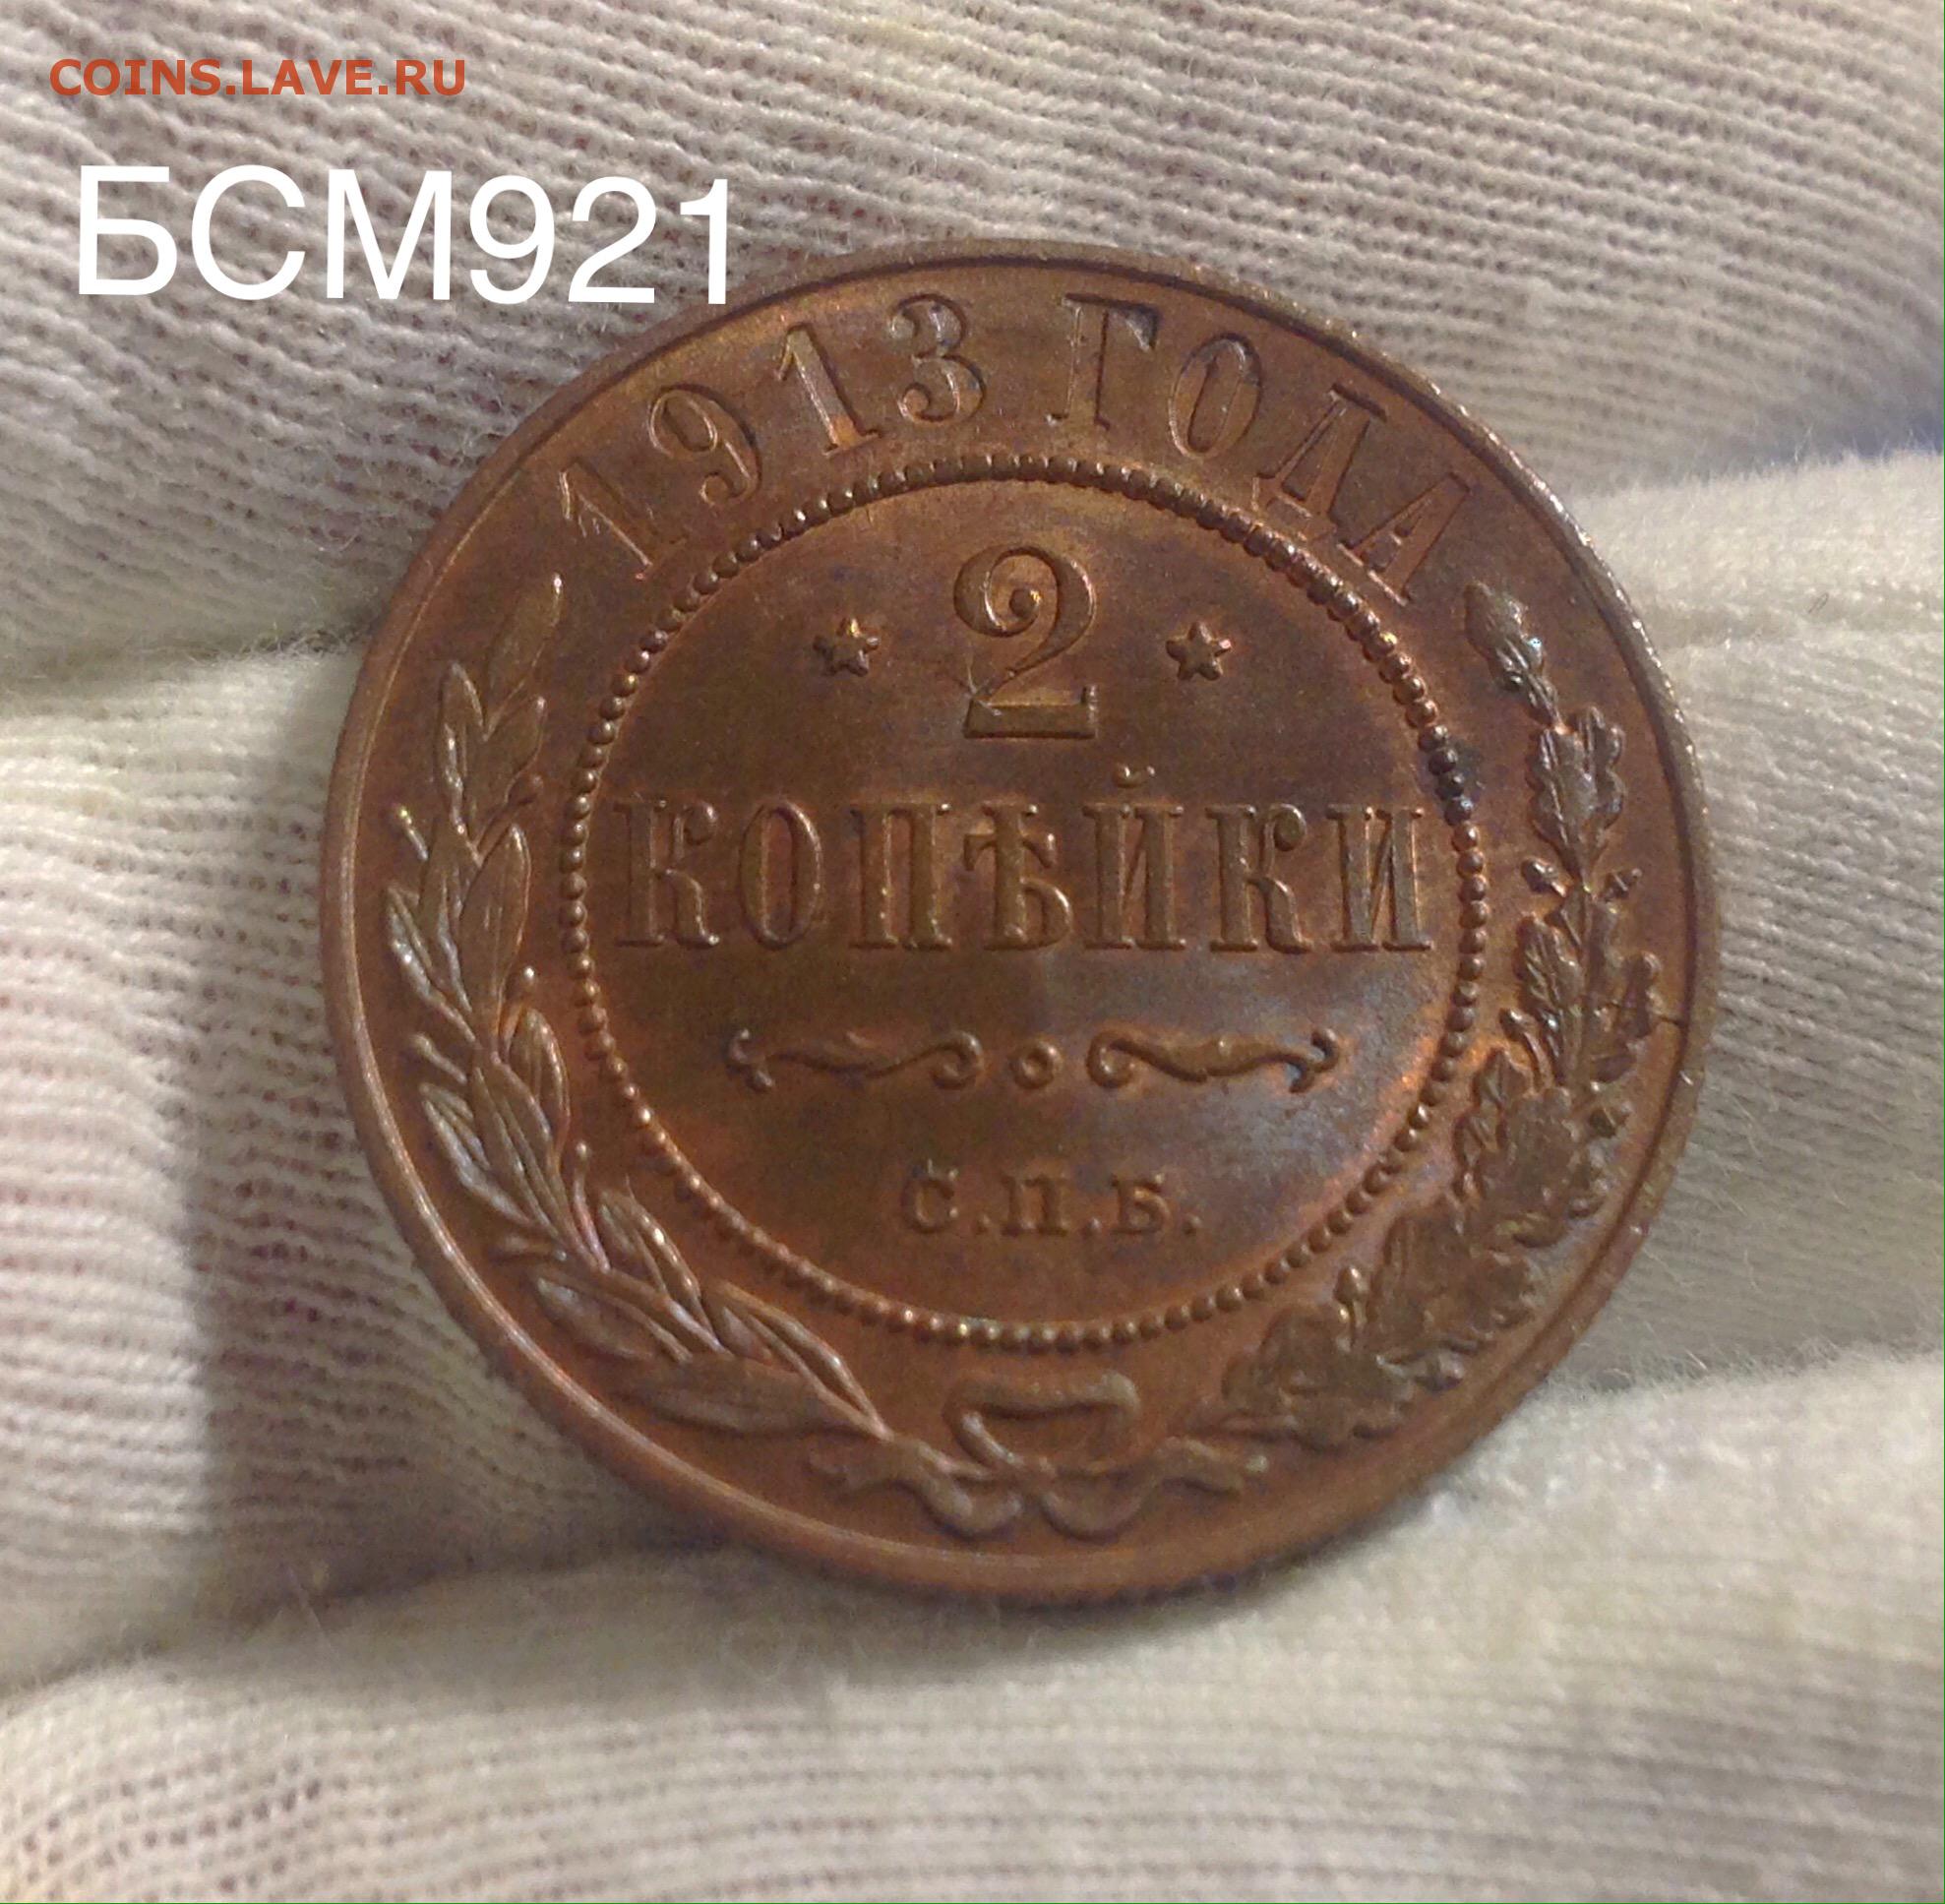 COINS.LAVE.RU
БСМ921
1913 ГОДА
2
КОПѢЙКИ
С.П.Б.